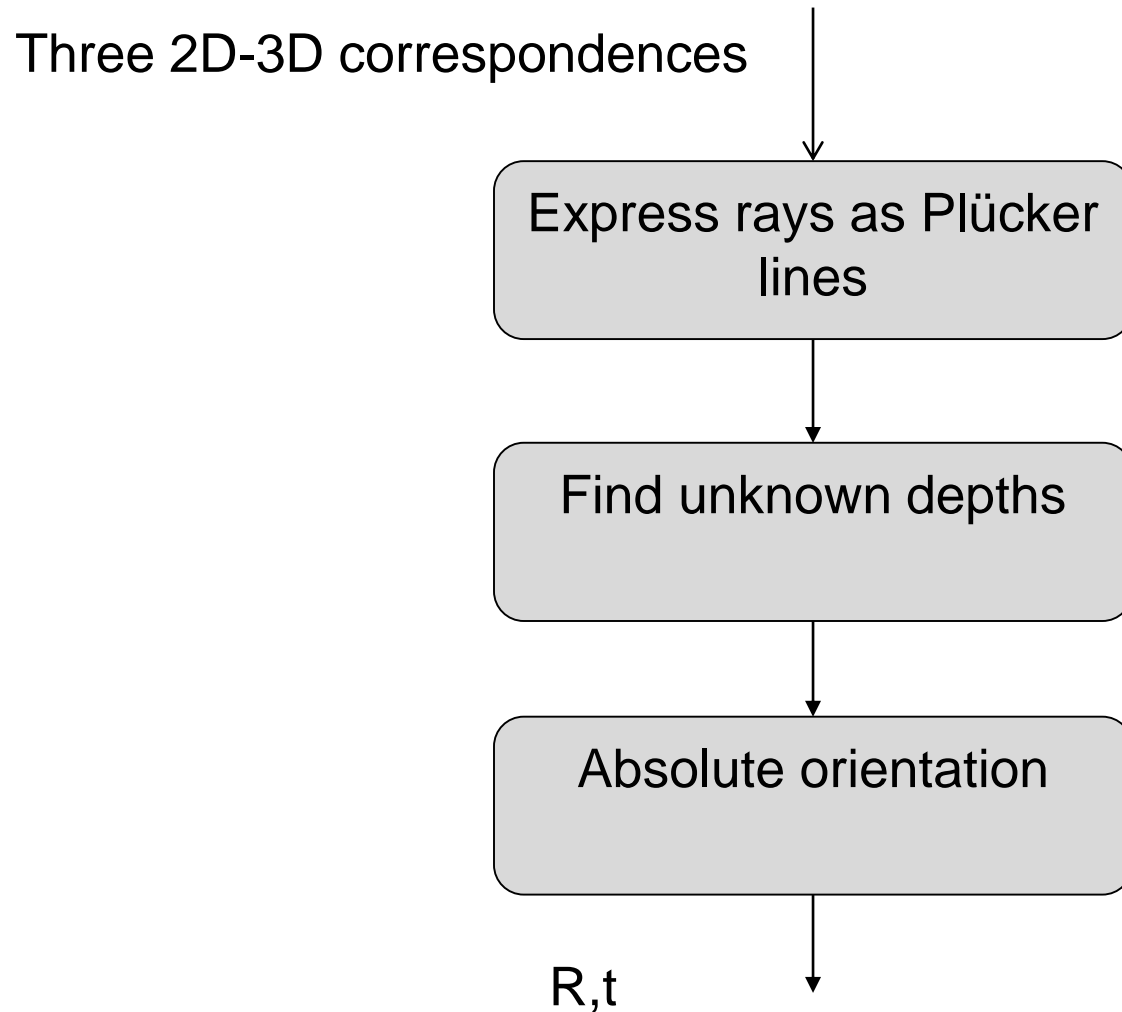 Three 2D-3D correspondences
Express rays as Plücker
lines
Find unknown depths
Absolute orientation
R,t